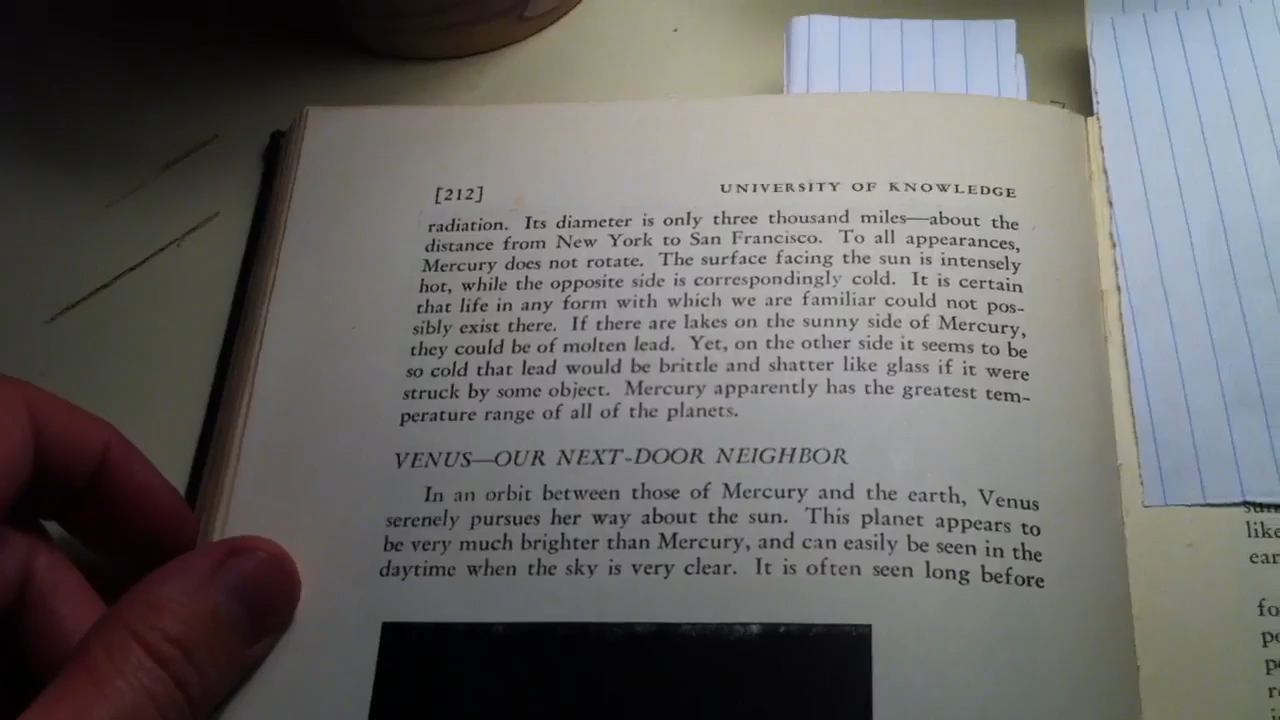 [212]
UNIVERSITY OF KNOWLEDGE
radiation. Its diameter is only three thousand miles—about the
distance from New York to San Francisco. To all appearances,
Mercury does not rotate. The surface facing the sun is intensely
hot, while the opposite side is correspondingly cold. It is certain
that life in any form with which we are familiar could not pos-
sibly exist there. If there are lakes on the sunny side of Mercury,
they could be of molten lead. Yet, on the other side it seems to be
so cold that lead would be brittle and shatter like glass if it were
struck by some object. Mercury apparently has the greatest tem-
perature range of all of the planets.
VENUS—OUR NEXT-DOOR NEIGHBOR
In an orbit between those of Mercury and the earth, Venus
serenely pursues her way about the sun. This planet appears to
be very much brighter than Mercury, and can easily be seen in the
daytime when the sky is very clear. It is often seen long before
like
ear
fo